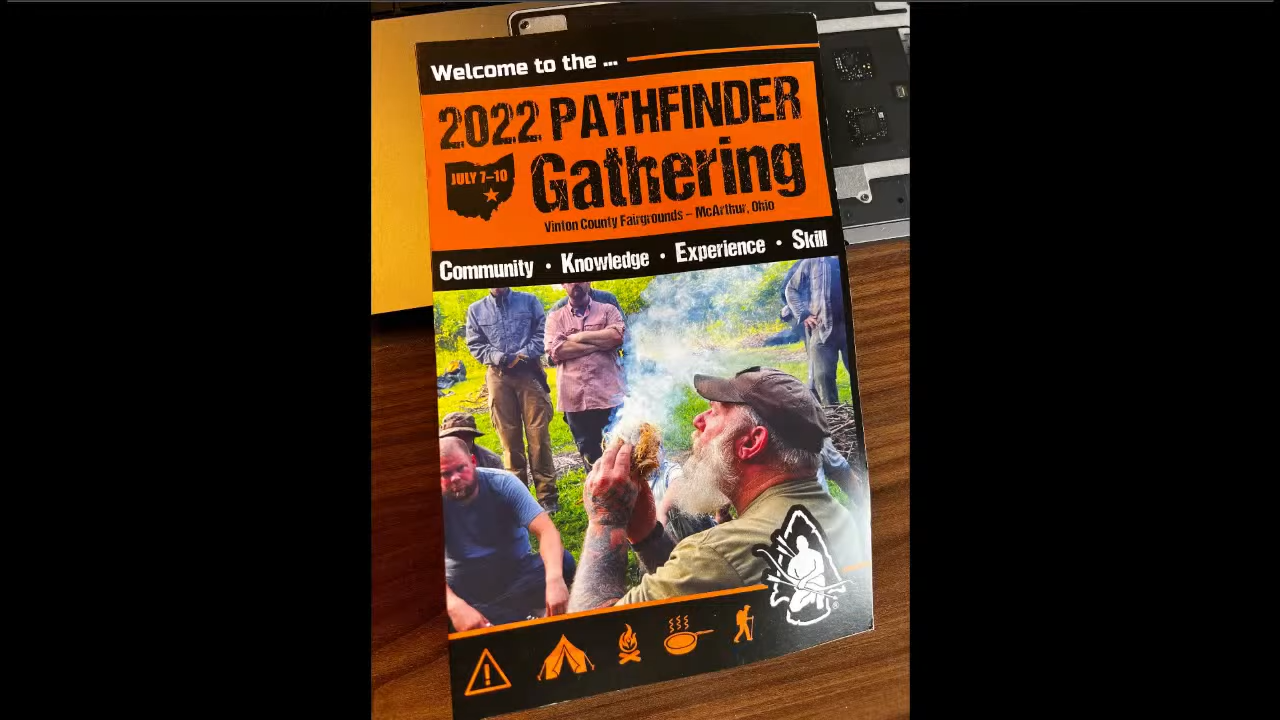 Welcome to the ...
2022 PATHFINDER
Gathering
JULY 7–10
Vinton County Fairgrounds – McArthur, Ohio
Community • Knowledge • Experience • Skill